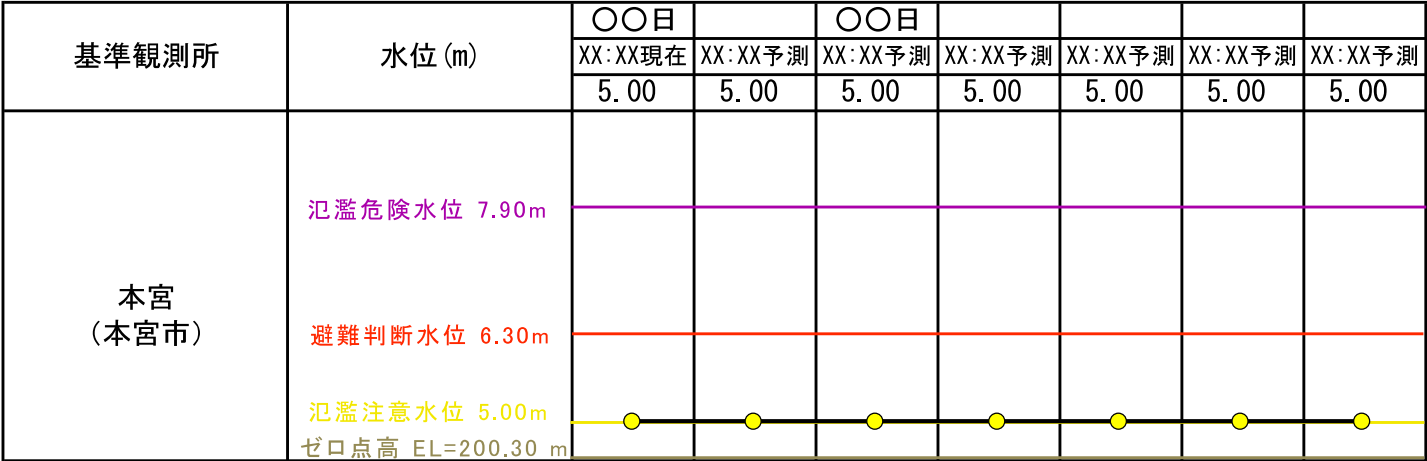 〇〇日 〇〇日
基準観測所 水位(m) XX:XX現在 XX:XX予測 XX:XX予測 XX:XX予測 XX:XX予測 XX:XX予測 XX:XX予測
5.00 5.00 5.00 5.00 5.00 5.00 5.00
氾濫危険水位 7.90m
本宮
(本宮市)
避難判断水位 6.30m
氾濫注意水位 5.00m
ゼロ点高 EL=200.30 m